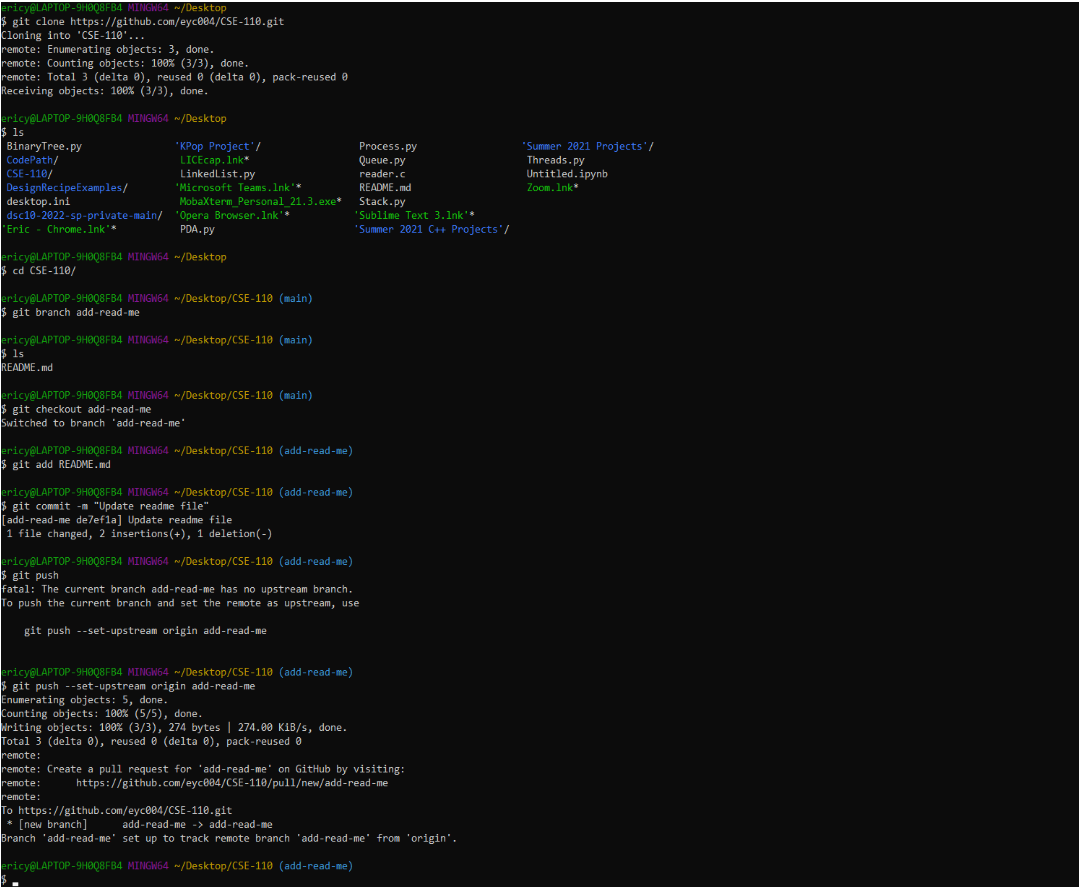 ericy@LAPTOP-9H0Q8FB4 MINGW64 ~/Desktop
$ git clone https://github.com/eyc004/CSE-110.git
Cloning into 'CSE-110'...
remote: Enumerating objects: 3, done.
remote: Counting objects: 100% (3/3), done.
remote: Total 3 (delta 0), reused 0 (delta 0), pack-reused 0
Receiving objects: 100% (3/3), done.
ericy@LAPTOP-9H0Q8FB4 MINGW64 ~/Desktop
$ ls
BinaryTree.py 'KPop Project'/ Process.py 'Summer 2021 Projects'/
CodePath/ LICEcap.lnk* Queue.py Threads.py
CSE-110/ LinkedList.py reader.c Untitled.ipynb
DesignRecipeExamples/ 'Microsoft Teams.lnk'* README.md Zoom.lnk*
desktop.ini MobaXterm_Personal_21.3.exe* Stack.py
dsc10-2022-sp-private-main/ 'Opera Browser.lnk'* 'Sublime Text 3.lnk'*
'Eric - Chrome.lnk'* PDA.py 'Summer 2021 C++ Projects'/
ericy@LAPTOP-9H0Q8FB4 MINGW64 ~/Desktop
$ cd CSE-110/
ericy@LAPTOP-9H0Q8FB4 MINGW64 ~/Desktop/CSE-110 (main)
$ git branch add-read-me
ericy@LAPTOP-9H0Q8FB4 MINGW64 ~/Desktop/CSE-110 (main)
$ ls
README.md
ericy@LAPTOP-9H0Q8FB4 MINGW64 ~/Desktop/CSE-110 (main)
$ git checkout add-read-me
Switched to branch 'add-read-me'
ericy@LAPTOP-9H0Q8FB4 MINGW64 ~/Desktop/CSE-110 (add-read-me)
$ git add README.md
ericy@LAPTOP-9H0Q8FB4 MINGW64 ~/Desktop/CSE-110 (add-read-me)
$ git commit -m "Update readme file"
[add-read-me de7ef1a] Update readme file
1 file changed, 2 insertions(+), 1 deletion(-)
ericy@LAPTOP-9H0Q8FB4 MINGW64 ~/Desktop/CSE-110 (add-read-me)
$ git push
fatal: The current branch add-read-me has no upstream branch.
To push the current branch and set the remote as upstream, use
git push --set-upstream origin add-read-me
ericy@LAPTOP-9H0Q8FB4 MINGW64 ~/Desktop/CSE-110 (add-read-me)
$ git push --set-upstream origin add-read-me
Enumerating objects: 5, done.
Counting objects: 100% (5/5), done.
Writing objects: 100% (3/3), 274 bytes | 274.00 KiB/s, done.
Total 3 (delta 0), reused 0 (delta 0), pack-reused 0
remote:
remote: Create a pull request for 'add-read-me' on GitHub by visiting:
remote: https://github.com/eyc004/CSE-110/pull/new/add-read-me
remote:
To https://github.com/eyc004/CSE-110.git
* [new branch] add-read-me -> add-read-me
Branch 'add-read-me' set up to track remote branch 'add-read-me' from 'origin'.
ericy@LAPTOP-9H0Q8FB4 MINGW64 ~/Desktop/CSE-110 (add-read-me)
$